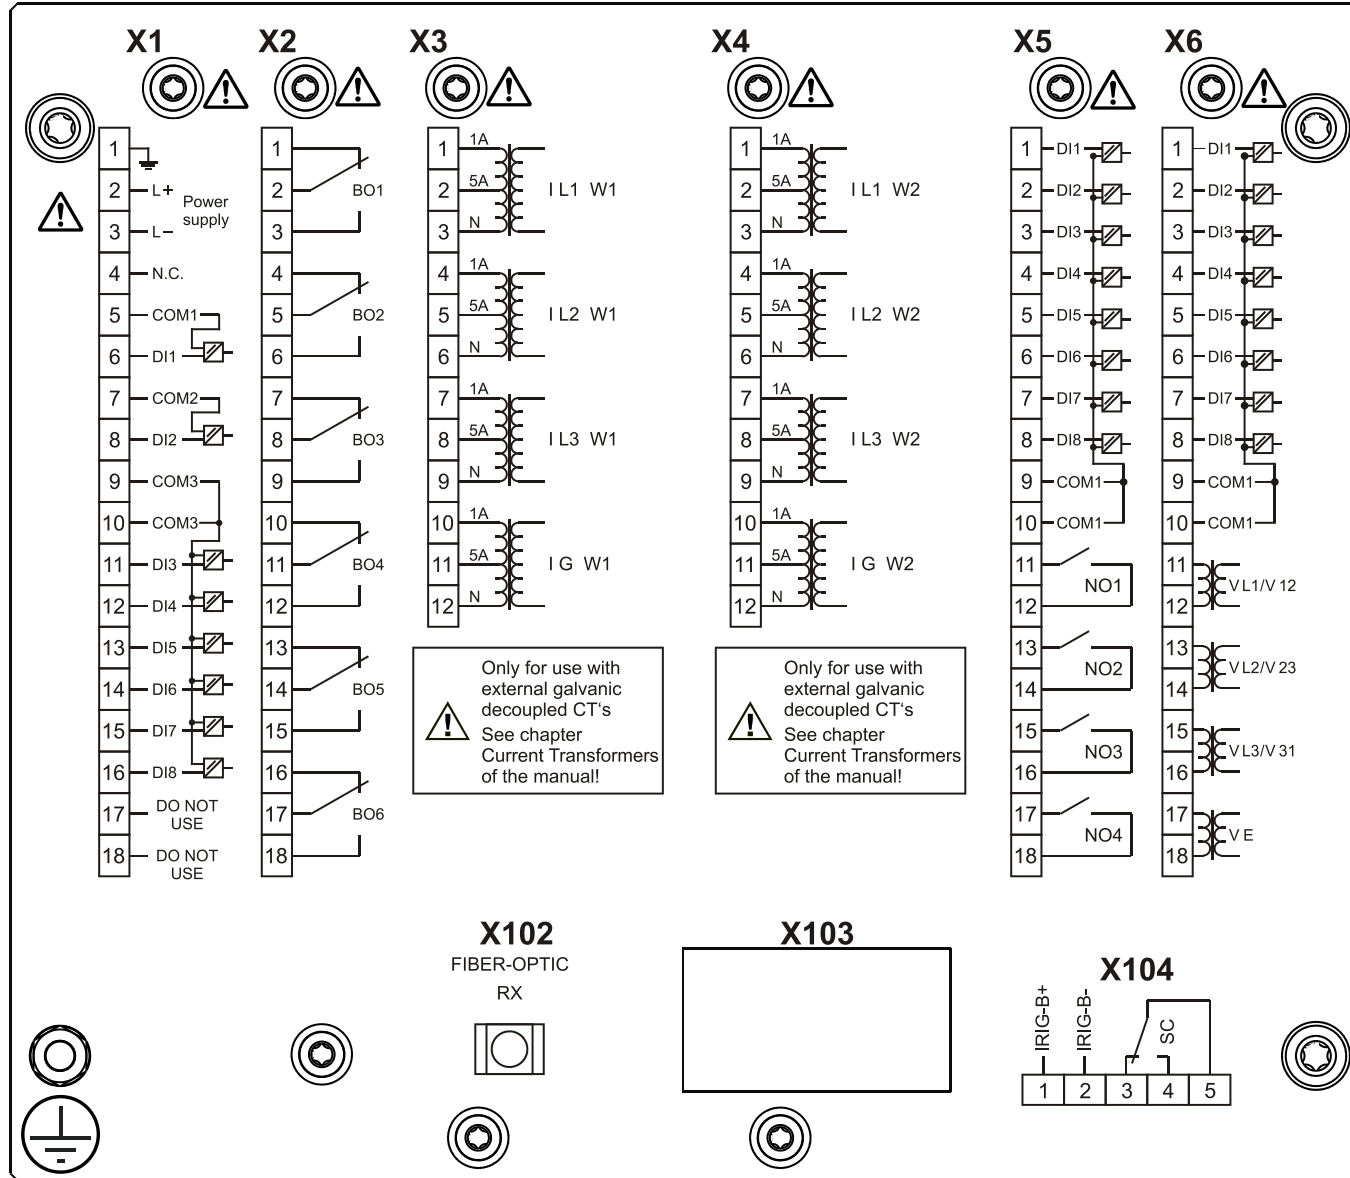 X1
X2
X3
X4
X5
X6
1
2 L+ Power
supply
3 L−
4 N.C.
5 COM1
6 DI1
7 COM2
8 DI2
9 COM3
10 COM3
11 DI3
12 DI4
13 DI5
14 DI6
15 DI7
16 DI8
17 DO NOT
USE
18 DO NOT
USE
1
2 BO1
3
4
5 BO2
6
7
8 BO3
9
10
11 BO4
12
13
14 BO5
15
16
17 BO6
18
1 1A
2 5A I L1 W1
3 N
4 1A
5 5A I L2 W1
6 N
7 1A
8 5A I L3 W1
9 N
10 1A
11 5A I G W1
12 N
Only for use with
external galvanic
decoupled CT‘s
See chapter
Current Transformers
of the manual!
1 1A
2 5A I L1 W2
3 N
4 1A
5 5A I L2 W2
6 N
7 1A
8 5A I L3 W2
9 N
10 1A
11 5A I G W2
12 N
Only for use with
external galvanic
decoupled CT‘s
See chapter
Current Transformers
of the manual!
1 DI1
2 DI2
3 DI3
4 DI4
5 DI5
6 DI6
7 DI7
8 DI8
9 COM1
10 COM1
11
NO1
12
13
NO2
14
15
NO3
16
17
NO4
18
1 DI1
2 DI2
3 DI3
4 DI4
5 DI5
6 DI6
7 DI7
8 DI8
9 COM1
10 COM1
11
V L1/V 12
12
13
V L2/V 23
14
15
V L3/V 31
16
17
V E
18
X102
FIBER-OPTIC
RX
X103
X104
IRIG-B+
IRIG-B-
SC
1 2 3 4 5